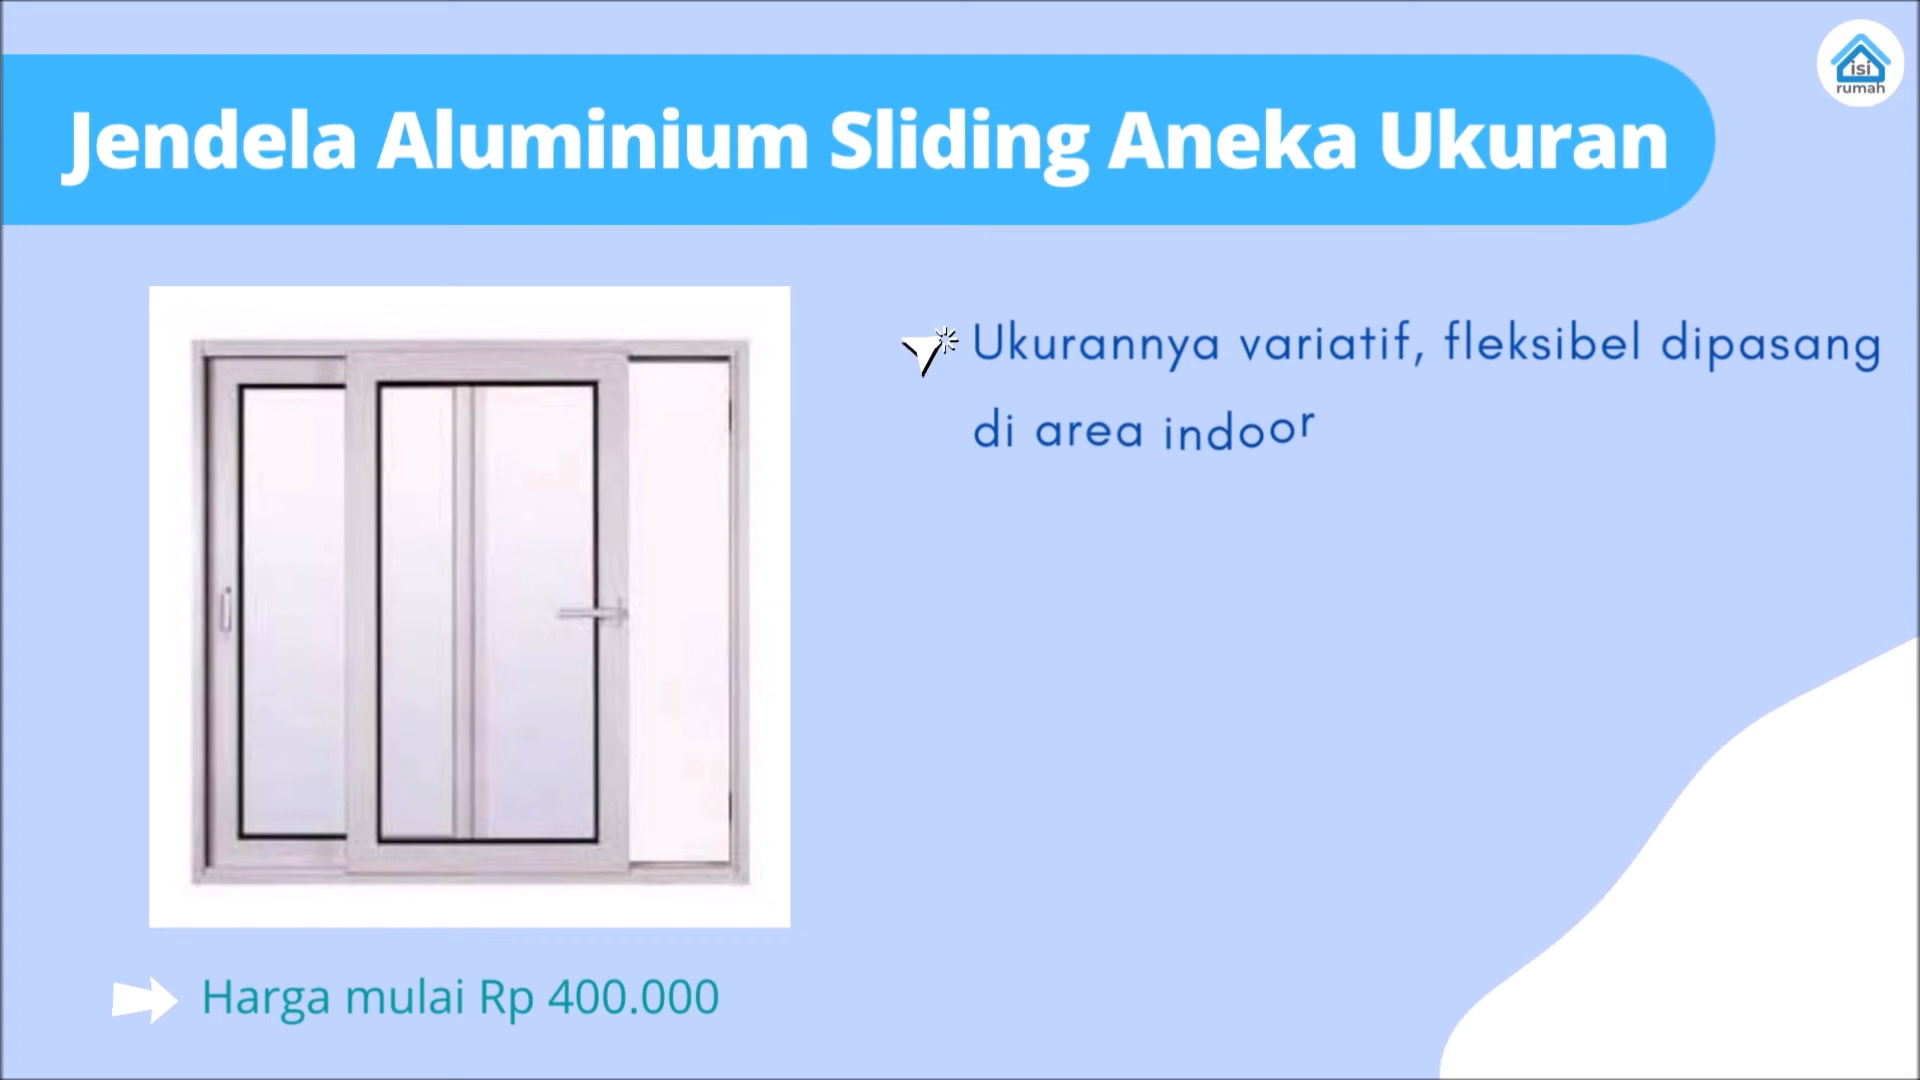 isi
rumah
Jendela Aluminium Sliding Aneka Ukuran
Ukurannya variatif, fleksibel dipasang
di area indoor
Harga mulai Rp 400.000